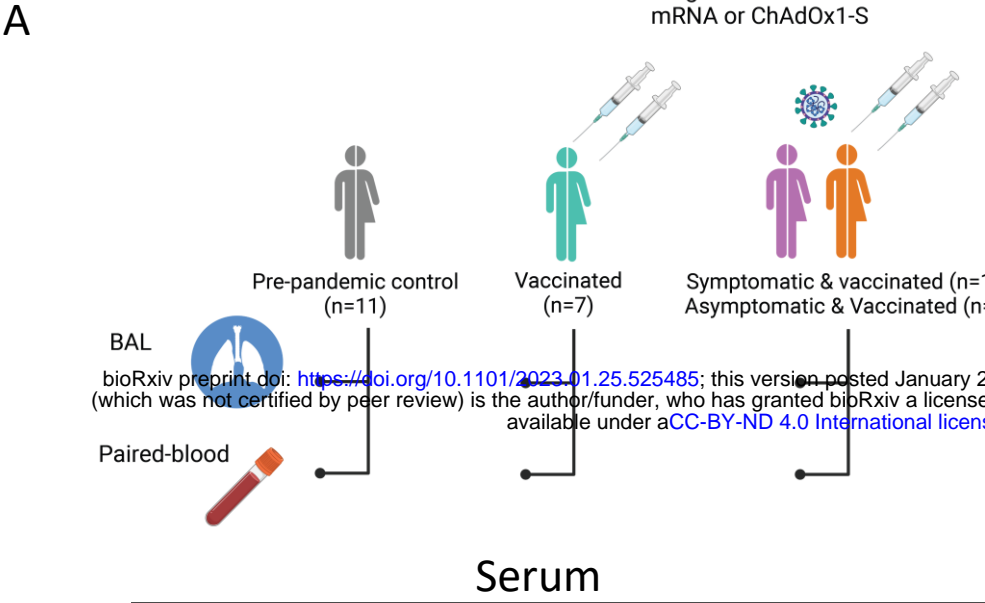 A
mRNA or ChAdOx1-S
Pre-pandemic control
(n=11)
Vaccinated
(n=7)
Symptomatic & vaccinated (n=1
Asymptomatic & Vaccinated (n=
BAL
bioRxiv preprint doi: https://doi.org/10.1101/2023.01.25.525485; this version posted January 2
(which was not certified by peer review) is the author/funder, who has granted bioRxiv a license
available under aCC-BY-ND 4.0 International licens
Paired-blood
Serum